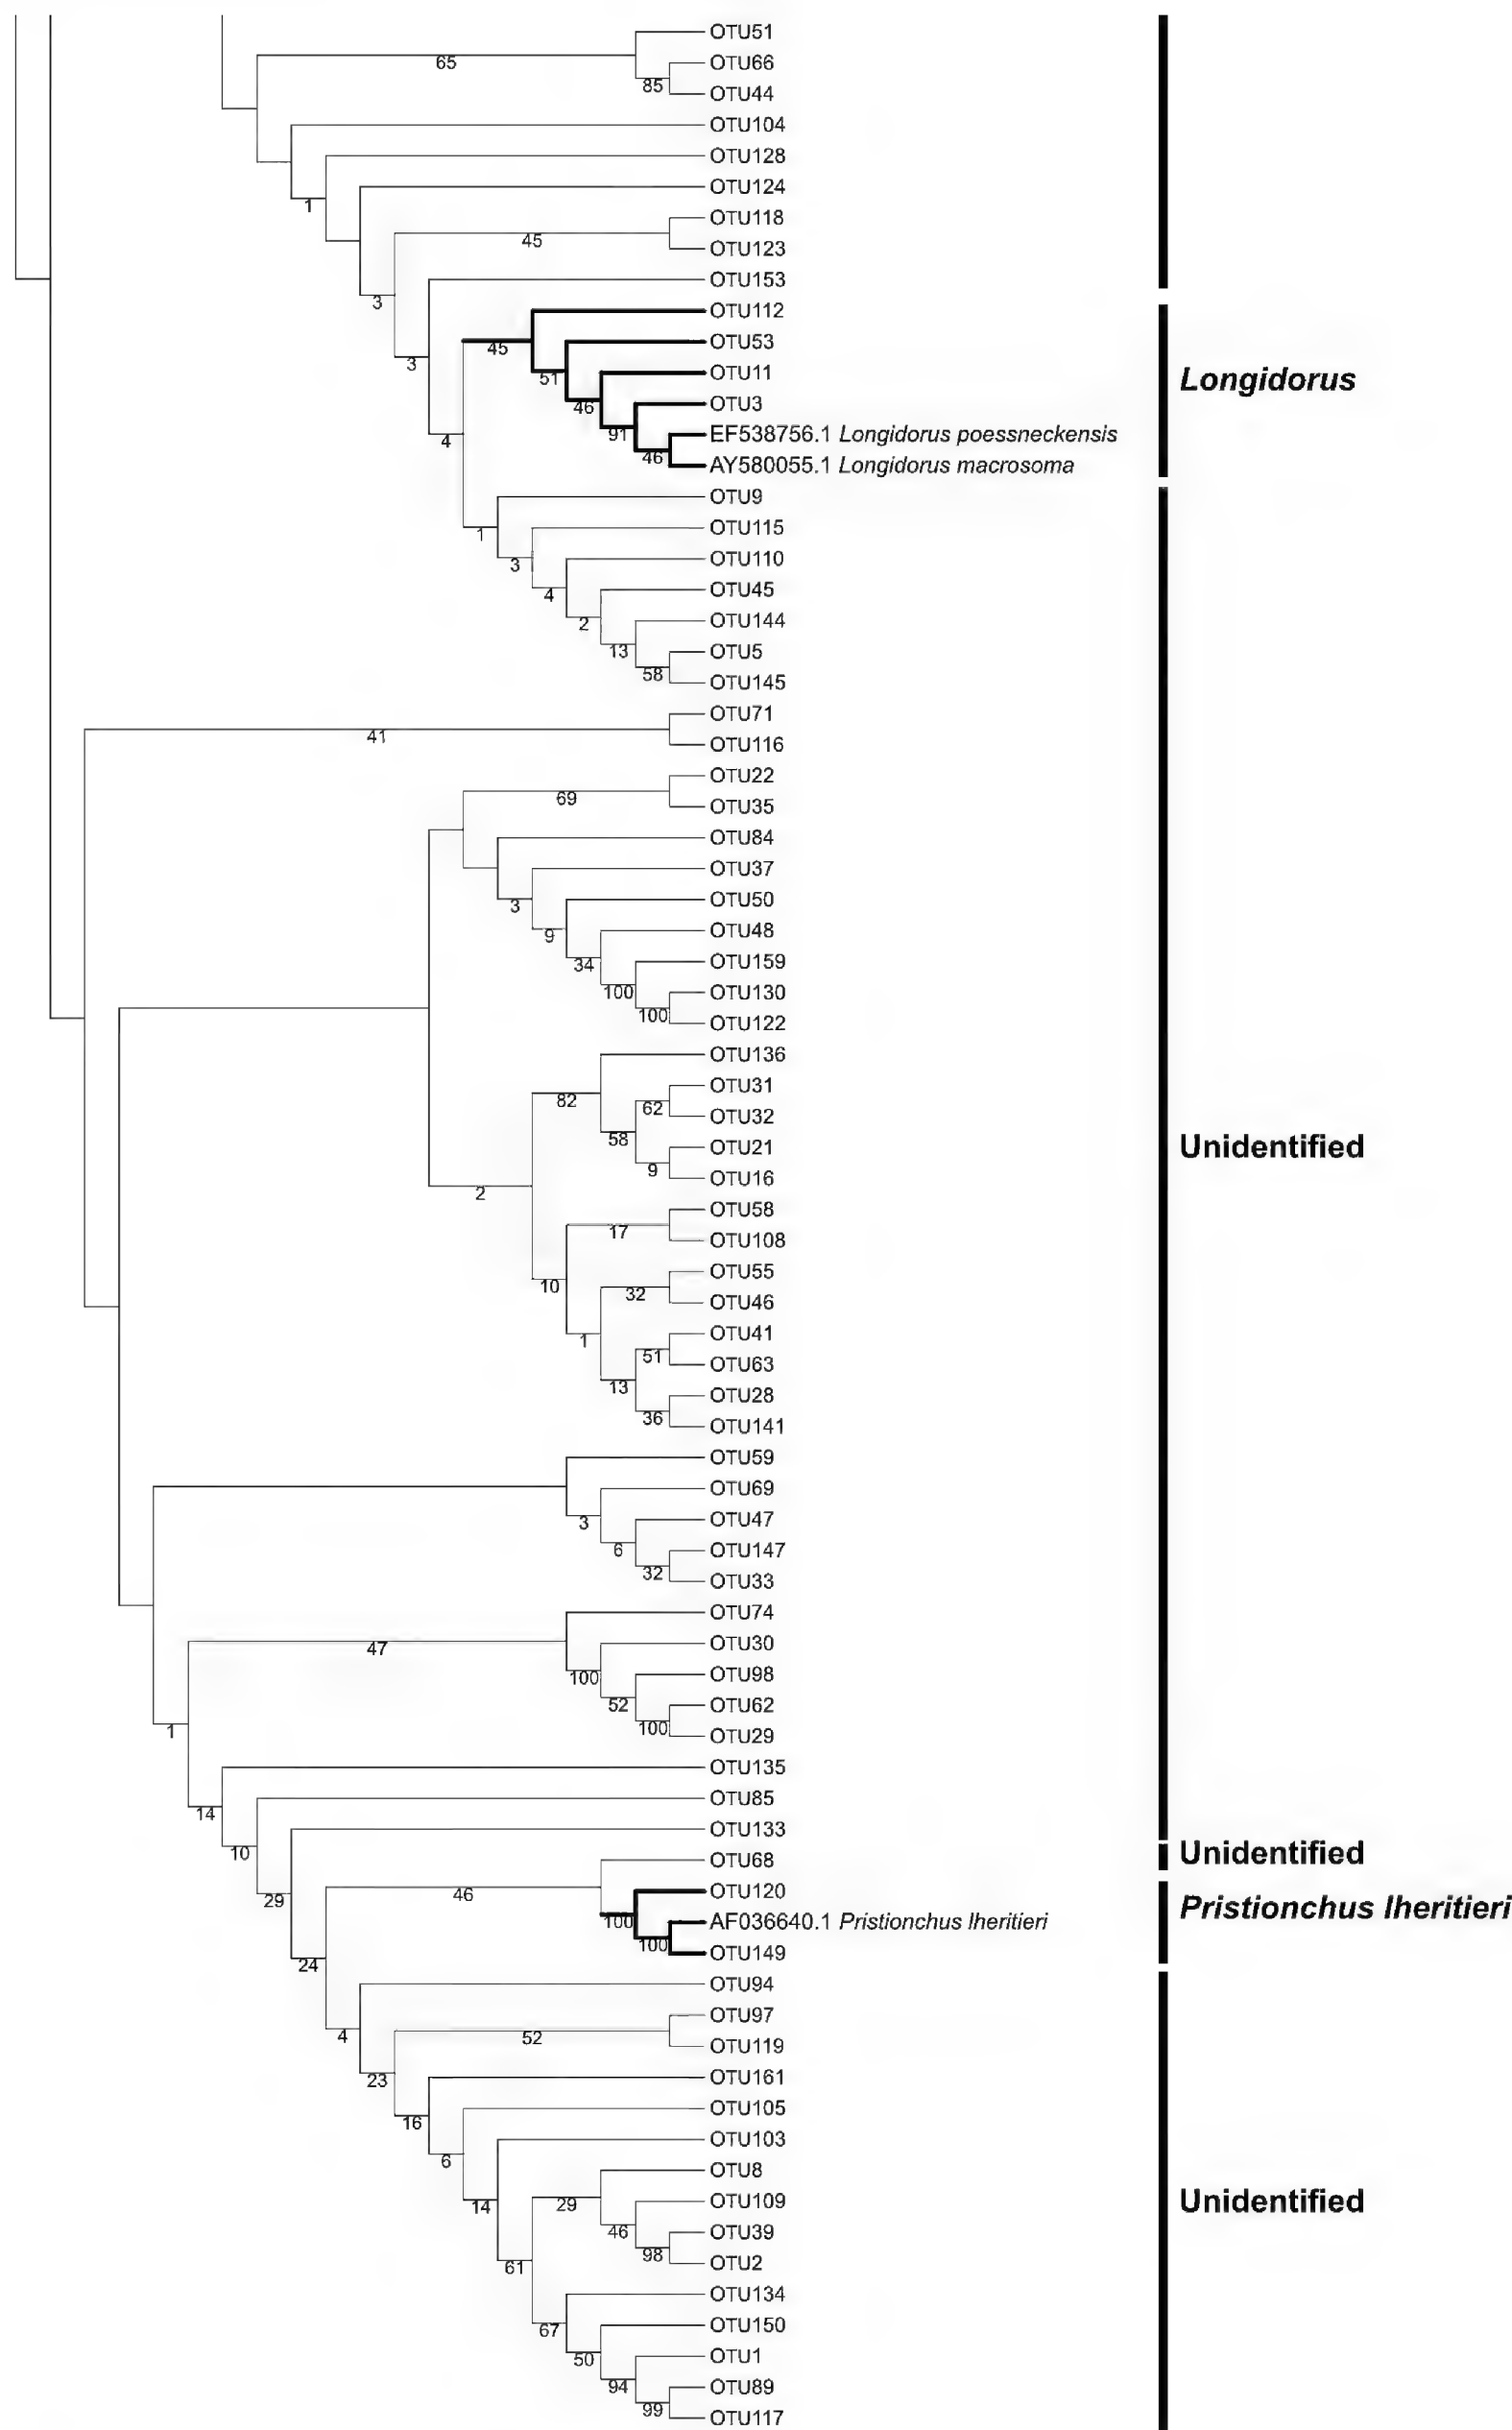 OTU51
65
OTU66
85
OTU44
OTU104
OTU128
OTU124
1
OTU118
45
OTU123
OTU153
3
OTU112
OTU53
45
3
OTU11
51
Longidorus
OTU3
46
91
EF538756.1 Longidorus poessneckensis
4
46
AY580055.1 Longidorus macrosoma
OTU9
OTU115
1
OTU110
3
OTU45
4
OTU144
2
OTU5
13
58
OTU145
OTU71
41
OTU116
OTU22
69
OTU35
OTU84
OTU37
OTU50
3
OTU48
9
OTU159
34
OTU130
100
100
OTU122
OTU136
OTU31
82
62
OTU32
58
OTU21
Unidentified
9
OTU16
2
OTU58
17
OTU108
OTU55
10
32
OTU46
OTU41
1
51
OTU63
13
OTU28
36
OTU141
OTU59
OTU69
OTU47
3
OTU147
6
32
OTU33
OTU74
OTU30
47
OTU98
100
OTU62
52
100
OTU29
1
OTU135
OTU85
14
OTU133
10
Unidentified
OTU68
OTU120
46
29
Pristionchus lheritieri
AF036640.1 Pristionchus lheritieri
100
100
OTU149
24
OTU94
OTU97
4
52
OTU119
OTU161
23
OTU105
16
OTU103
6
OTU8
OTU109
29
14
Unidentified
OTU39
46
98
OTU2
61
OTU134
OTU150
67
OTU1
50
OTU89
94
99
OTU117